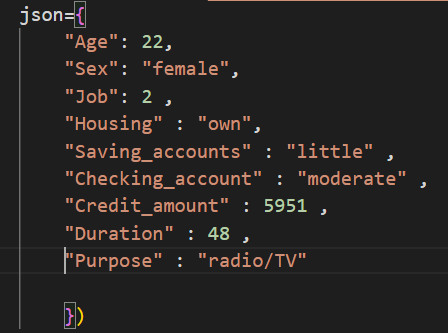 json={
"Age": 22,
"Sex": "female",
"Job": 2 ,
"Housing" : "own",
"Saving_accounts" : "little" ,
"Checking_account" : "moderate" ,
"Credit_amount" : 5951 ,
"Duration" : 48 ,
"Purpose" : "radio/TV"
})